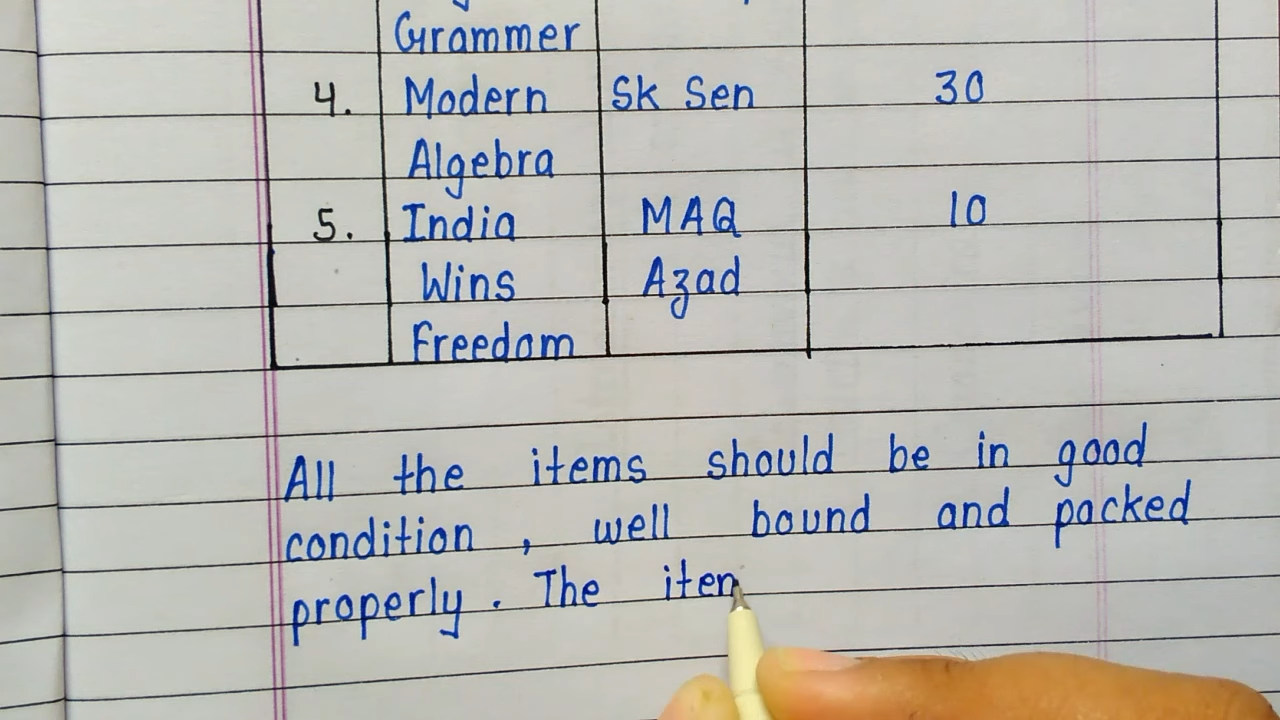 Grammer
4. Modern Sk Sen 30
Algebra
5. India MAQ 10
Wins Azad
Freedom
All the items should be in good
condition, well bound and packed
properly. The item